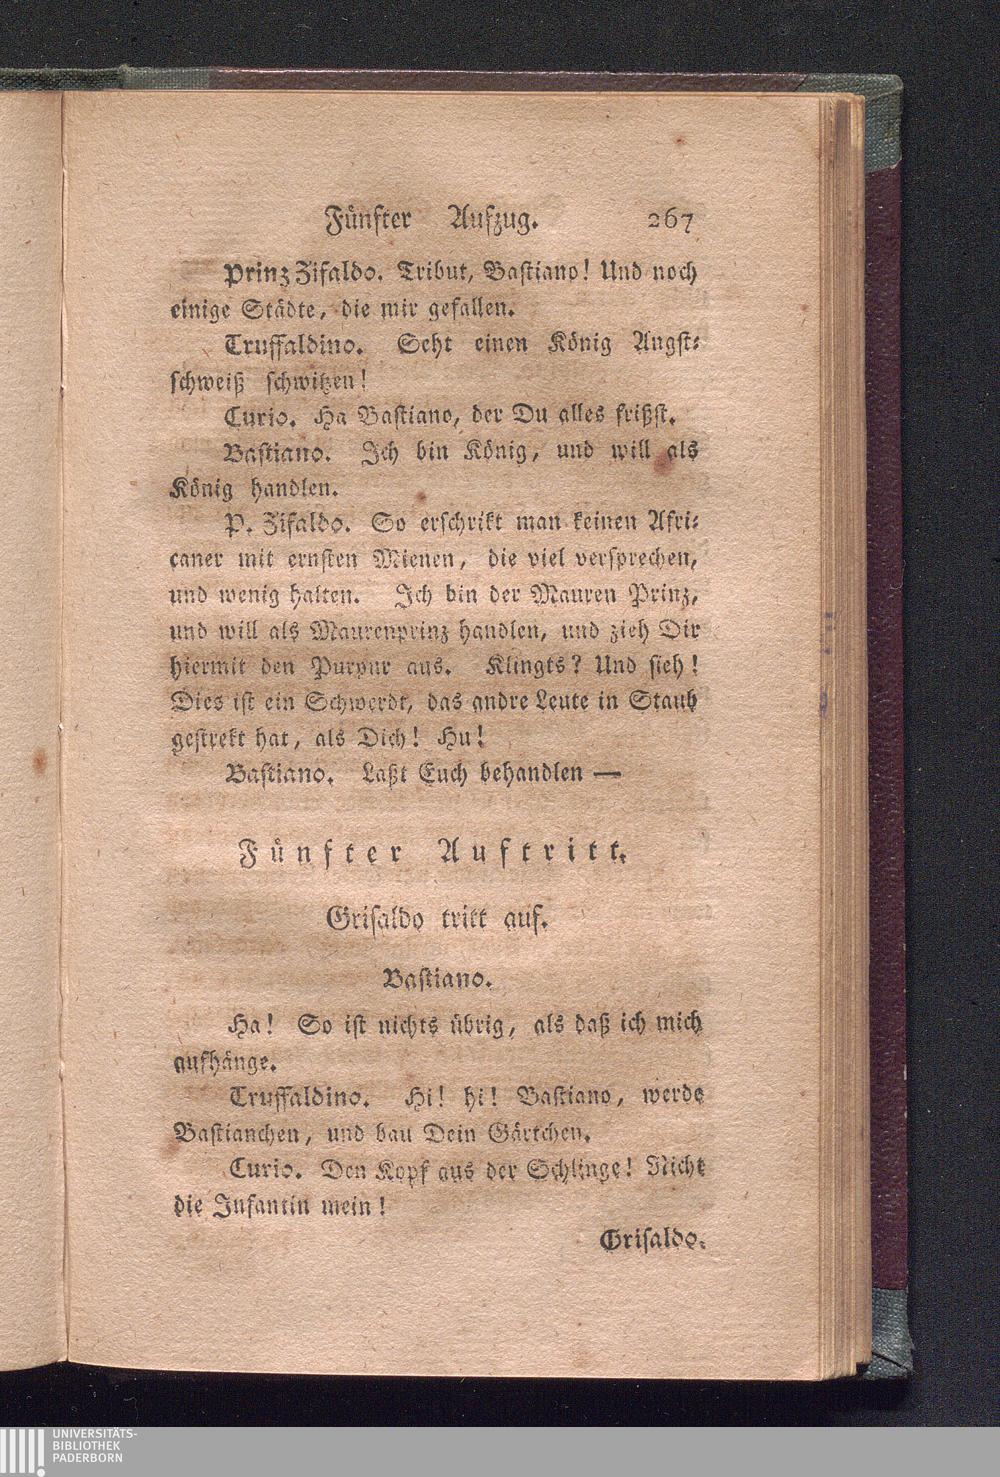 Fünfter Aufzug. 267
Prinz Zifaldo. Tribut, Bastiano! Und noch
einige Städte, die mir gefallen.
Truffaldino. Seht einen König Angst-
schweiß schwitzen!
Curio. Ha Bastiano, der Du alles frißst.
Bastiano. Ich bin König, und will als
König handlen.
P. Zifaldo. So erschrikt man keinen Afri-
caner mit ernsten Mienen, die viel versprechen,
und wenig halten. Ich bin der Mauren Prinz,
und will als Maurenprinz handlen, und zieh Dir
hiermit den Purpur aus. Klingts? Und sieh!
Dies ist ein Schwerdt, das andre Leute in Staub
gestrekt hat, als Dich! Hu!
Bastiano. Laßt Euch behandlen —
Fünfter Auftritt.
Grisaldo tritt auf.
Bastiano.
Ha! So ist nichts übrig, als daß ich mich
aufhänge.
Truffaldino. Hi! hi! Bastiano, werde
Bastianchen, und bau Dein Gärtchen.
Curio. Den Kopf aus der Schlinge! Nicht
die Infantin mein!
Grisaldo.
UNIVERSITÄTS-
BIBLIOTHEK
PADERBORN